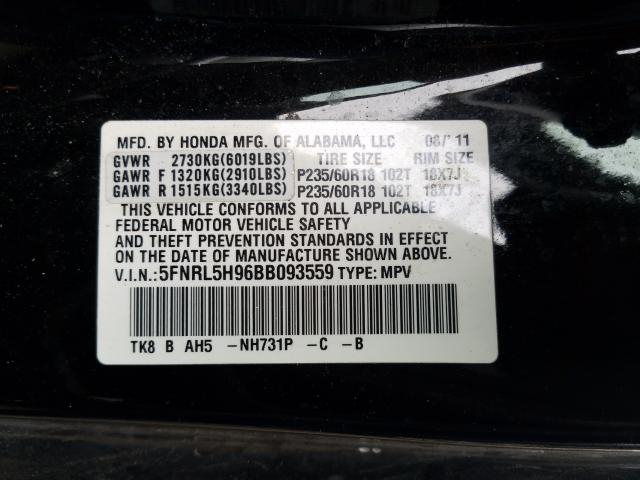 MFD. BY HONDA MFG. OF ALABAMA, LLC 08/'11
GVWR 2730KG(6019LBS) TIRE SIZE RIM SIZE
GAWR F 1320KG(2910LBS) P235/60R18 102T 18X7J
GAWR R 1515KG(3340LBS) P235/60R18 102T 18X7J
THIS VEHICLE CONFORMS TO ALL APPLICABLE
FEDERAL MOTOR VEHICLE SAFETY
AND THEFT PREVENTION STANDARDS IN EFFECT
ON THE DATE OF MANUFACTURE SHOWN ABOVE.
V.I.N.: 5FNRL5H96BB093559 TYPE: MPV
TK8 B AH5 -NH731P -C -B